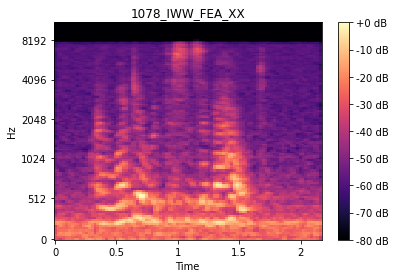 1078_IWW_FEA_XX
Hz
8192
4096
2048
1024
512
0
0
0.5
1
1.5
2
Time
+0 dB
-10 dB
-20 dB
-30 dB
-40 dB
-50 dB
-60 dB
-70 dB
-80 dB